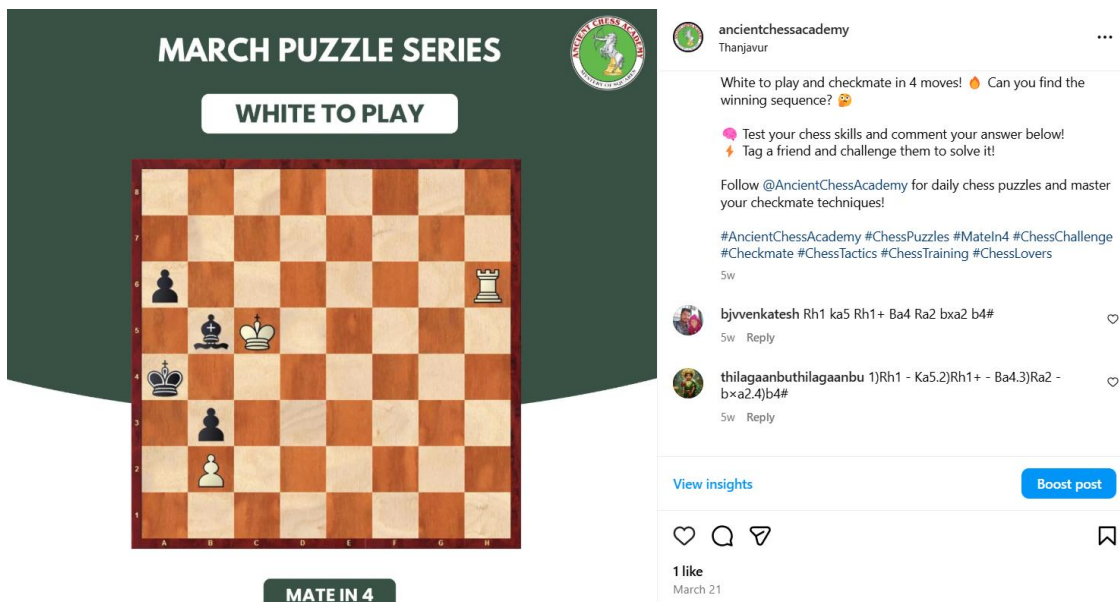 MARCH PUZZLE SERIES
ANCIENT CHESS ACADEMY
WHITE TO PLAY
8
7
6
5
4
3
2
1
A B C D E F G H
MATE IN 4
ancientchessacademy
Thanjavur
White to play and checkmate in 4 moves! 🔥 Can you find the
winning sequence? 🤔
🧠 Test your chess skills and comment your answer below!
⚡ Tag a friend and challenge them to solve it!
Follow @AncientChessAcademy for daily chess puzzles and master
your checkmate techniques!
#AncientChessAcademy #ChessPuzzles #MateIn4 #ChessChallenge
#Checkmate #ChessTactics #ChessTraining #ChessLovers
5w
bjvvenkatesh Rh1 ka5 Rh1+ Ba4 Ra2 bxa2 b4#
5w Reply
thilagaanbuthilagaanbu 1)Rh1 - Ka5.2)Rh1+ - Ba4.3)Ra2 -
b×a2.4)b4#
5w Reply
View insights
Boost post
1 like
March 21